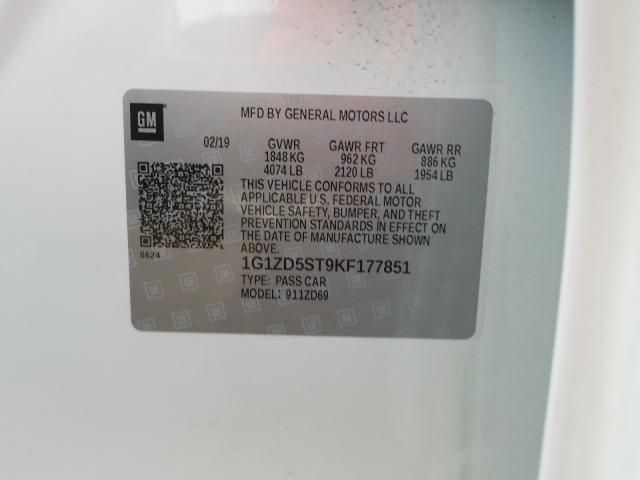 GM
MFD BY GENERAL MOTORS LLC
02/19 GVWR GAWR FRT GAWR RR
1848 KG 962 KG 886 KG
4074 LB 2120 LB 1954 LB
THIS VEHICLE CONFORMS TO ALL
APPLICABLE U.S. FEDERAL MOTOR
VEHICLE SAFETY, BUMPER, AND THEFT
PREVENTION STANDARDS IN EFFECT ON
THE DATE OF MANUFACTURE SHOWN
ABOVE.
8624
1G1ZD5ST9KF177851
TYPE: PASS CAR
MODEL: 911ZD69